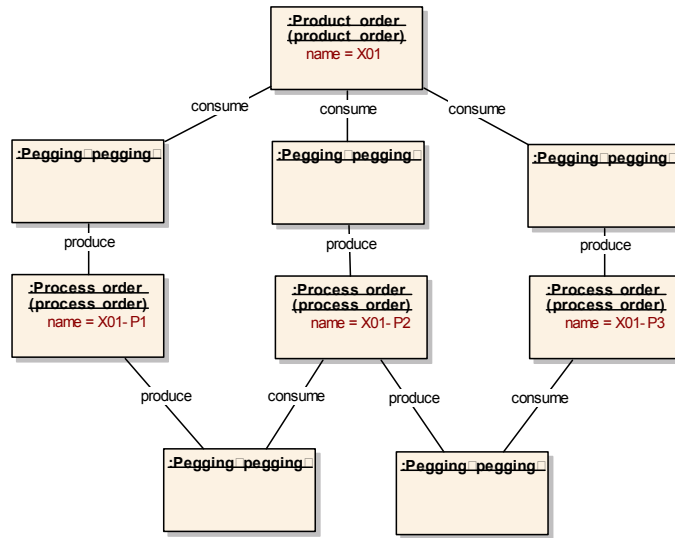 :Product order
(product order)
name = X01
consume
consume
consume
:Pegging□pegging□
:Pegging□pegging□
:Pegging□pegging□
produce
produce
produce
:Process order
(process order)
name = X01-P1
:Process order
(process order)
name = X01-P2
:Process order
(process order)
name = X01-P3
produce
consume
produce
consume
:Pegging□pegging□
:Pegging□pegging□